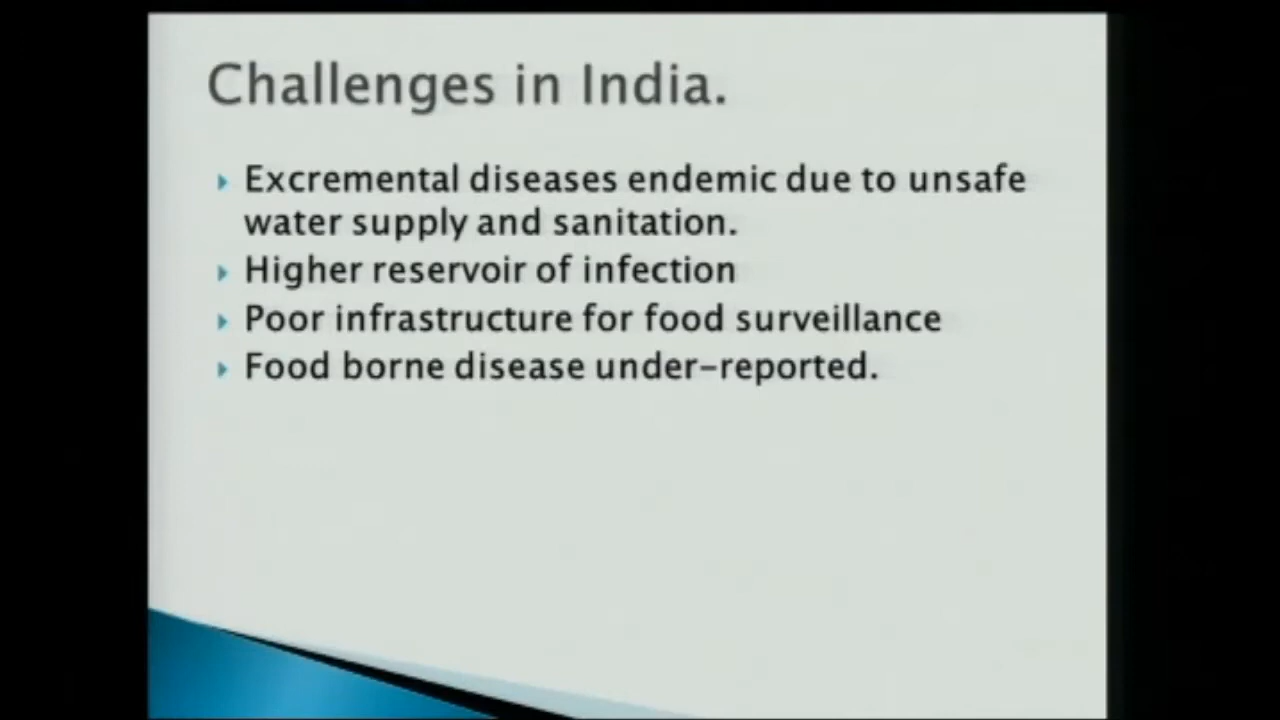 Challenges in India.
Excremental diseases endemic due to unsafe
water supply and sanitation.
Higher reservoir of infection
Poor infrastructure for food surveillance
Food borne disease under-reported.